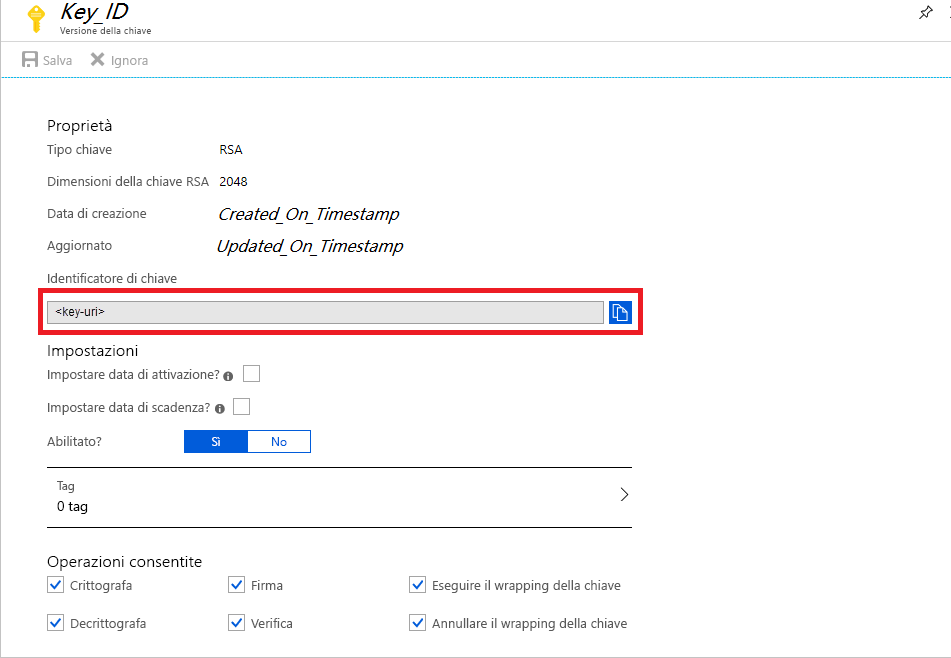 Key_ID
Versione della chiave
Salva Ignora
Proprietà
Tipo chiave RSA
Dimensioni della chiave RSA 2048
Data di creazione Created_On_Timestamp
Aggiornato Updated_On_Timestamp
Identificatore di chiave
<key-uri>
Impostazioni
Impostare data di attivazione?
Impostare data di scadenza?
Abilitato? Sì No
Tag
0 tag
Operazioni consentite
Crittografa Firma Eseguire il wrapping della chiave
Decrittografa Verifica Annullare il wrapping della chiave